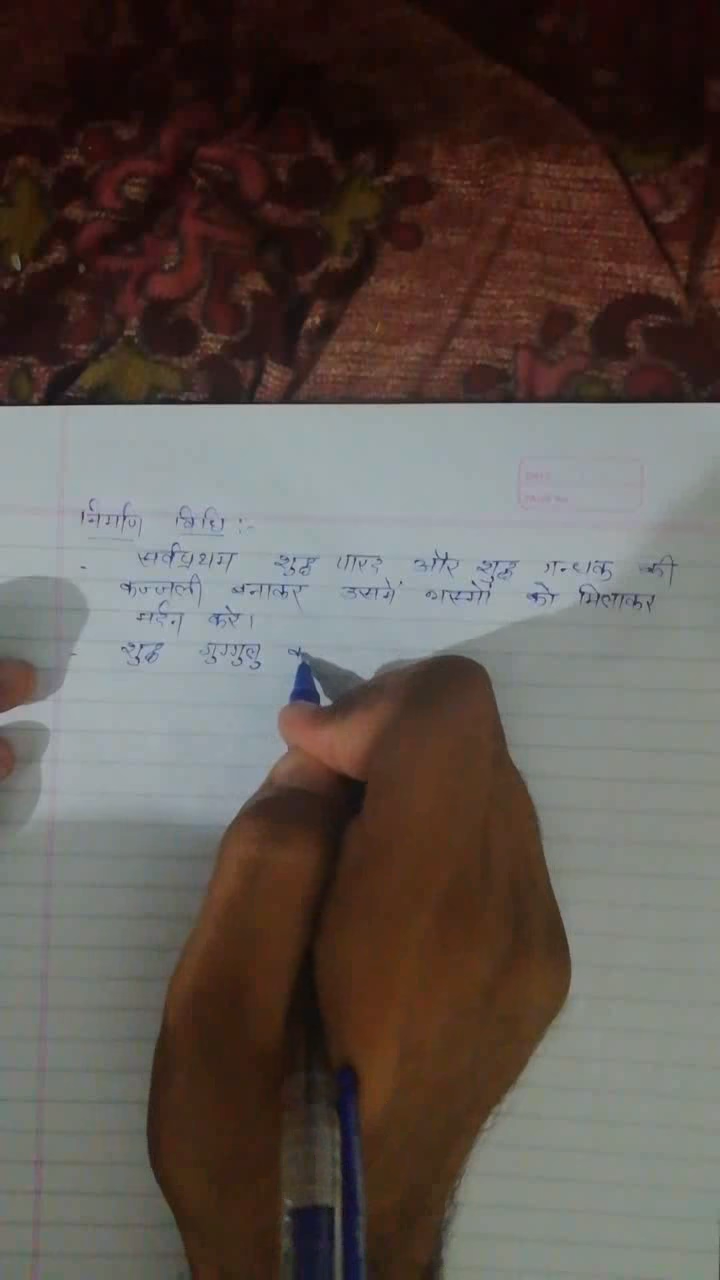 निर्माण विधि :-
- सर्वप्रथम शुद्ध पारद और शुद्ध गन्धक की
कज्जली बनाकर उसमें भस्मों को मिलाकर
मर्दन करे।
- शुद्ध गुग्गुलु